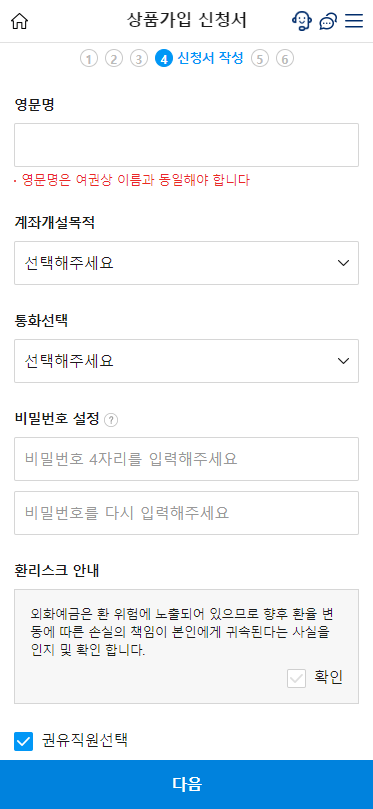 상품가입 신청서
1 2 3 4 신청서 작성 5 6
영문명
· 영문명은 여권상 이름과 동일해야 합니다
계좌개설목적
선택해주세요
통화선택
선택해주세요
비밀번호 설정 ?
비밀번호 4자리를 입력해주세요
비밀번호를 다시 입력해주세요
환리스크 안내
외화예금은 환 위험에 노출되어 있으므로 향후 환율 변
동에 따른 손실의 책임이 본인에게 귀속된다는 사실을
인지 및 확인 합니다.
확인
권유직원선택
다음